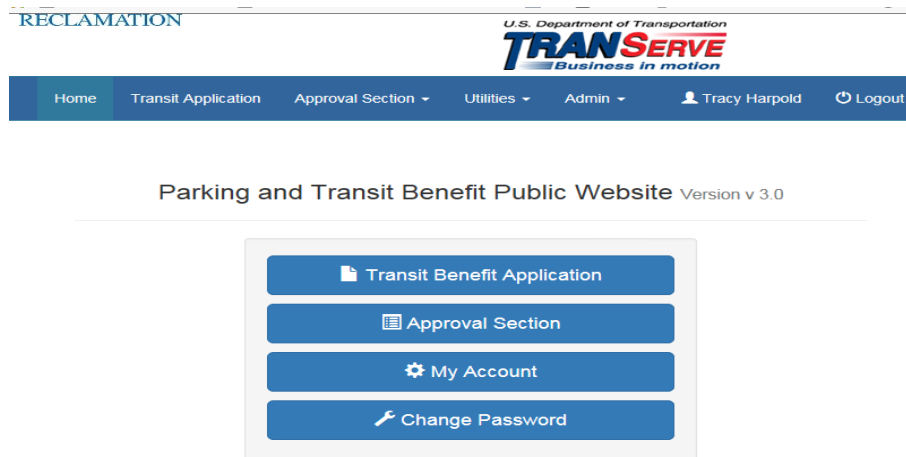 RECLAMATION
U.S. Department of Transportation
TRANSERVE
Business in motion
Home Transit Application Approval Section Utilities Admin Tracy Harpold Logout
Parking and Transit Benefit Public Website Version v 3.0
Transit Benefit Application
Approval Section
My Account
Change Password